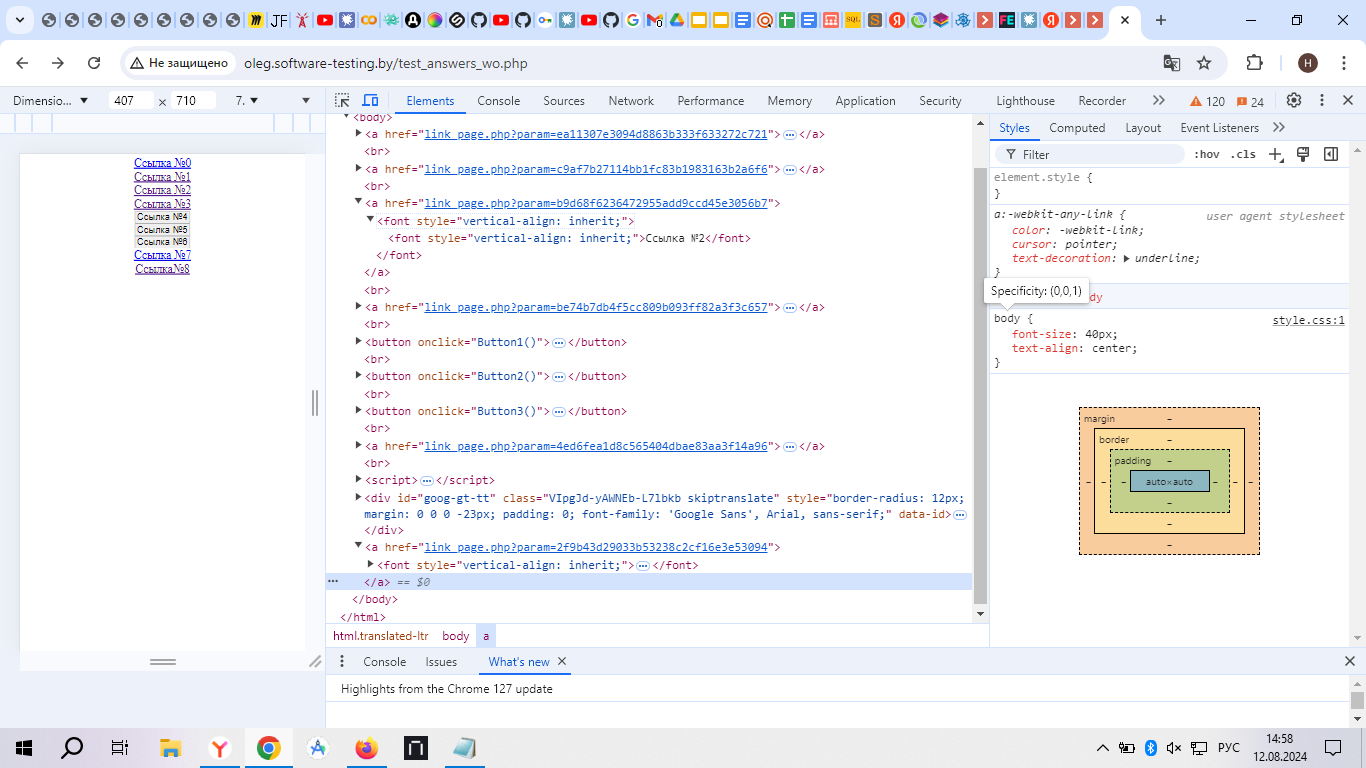 JF
SQL
FE
Не защищено
oleg.software-testing.by/test_answers_wo.php
Н
Dimensio...
407 × 710
7.
Elements Console Sources Network Performance Memory Application Security Lighthouse Recorder
120 24
Ссылка №0
Ссылка №1
Ссылка №2
Ссылка №3
Ссылка №4
Ссылка №5
Ссылка №6
Ссылка №7
Ссылка№8
<body>
<a href="link_page.php?param=ea11307e3094d8863b333f633272c721">…</a>
<br>
<a href="link_page.php?param=c9af7b27114bb1fc83b1983163b2a6f6">…</a>
<br>
<a href="link_page.php?param=b9d68f6236472955add9ccd45e3056b7">
<font style="vertical-align: inherit;">
<font style="vertical-align: inherit;">Ссылка №2</font>
</font>
</a>
<br>
<a href="link_page.php?param=be74b7db4f5cc809b093ff82a3f3c657">…</a>
<br>
<button onclick="Button1()">…</button>
<br>
<button onclick="Button2()">…</button>
<br>
<button onclick="Button3()">…</button>
<br>
<a href="link_page.php?param=4ed6fea1d8c565404dbae83aa3f14a96">…</a>
<br>
<script>…</script>
<div id="goog-gt-tt" class="VIpgJd-yAWNEb-L7lbkb skiptranslate" style="border-radius: 12px;
margin: 0 0 0 -23px; padding: 0; font-family: 'Google Sans', Arial, sans-serif;" data-id>…
</div>
<a href="link_page.php?param=2f9b43d29033b53238c2cf16e3e53094">
<font style="vertical-align: inherit;">…</font>
… </a> == $0
</body>
</html>
html.translated-ltr body a
Styles Computed Layout Event Listeners
Filter :hov .cls
element.style {
}
a:-webkit-any-link { user agent stylesheet
color: -webkit-link;
cursor: pointer;
text-decoration: underline;
}
Specificity: (0,0,1)
body { style.css:1
font-size: 40px;
text-align: center;
}
margin –
border –
padding –
– – – auto×auto – – –
–
–
–
Console Issues What's new
Highlights from the Chrome 127 update
РУС
14:58
12.08.2024